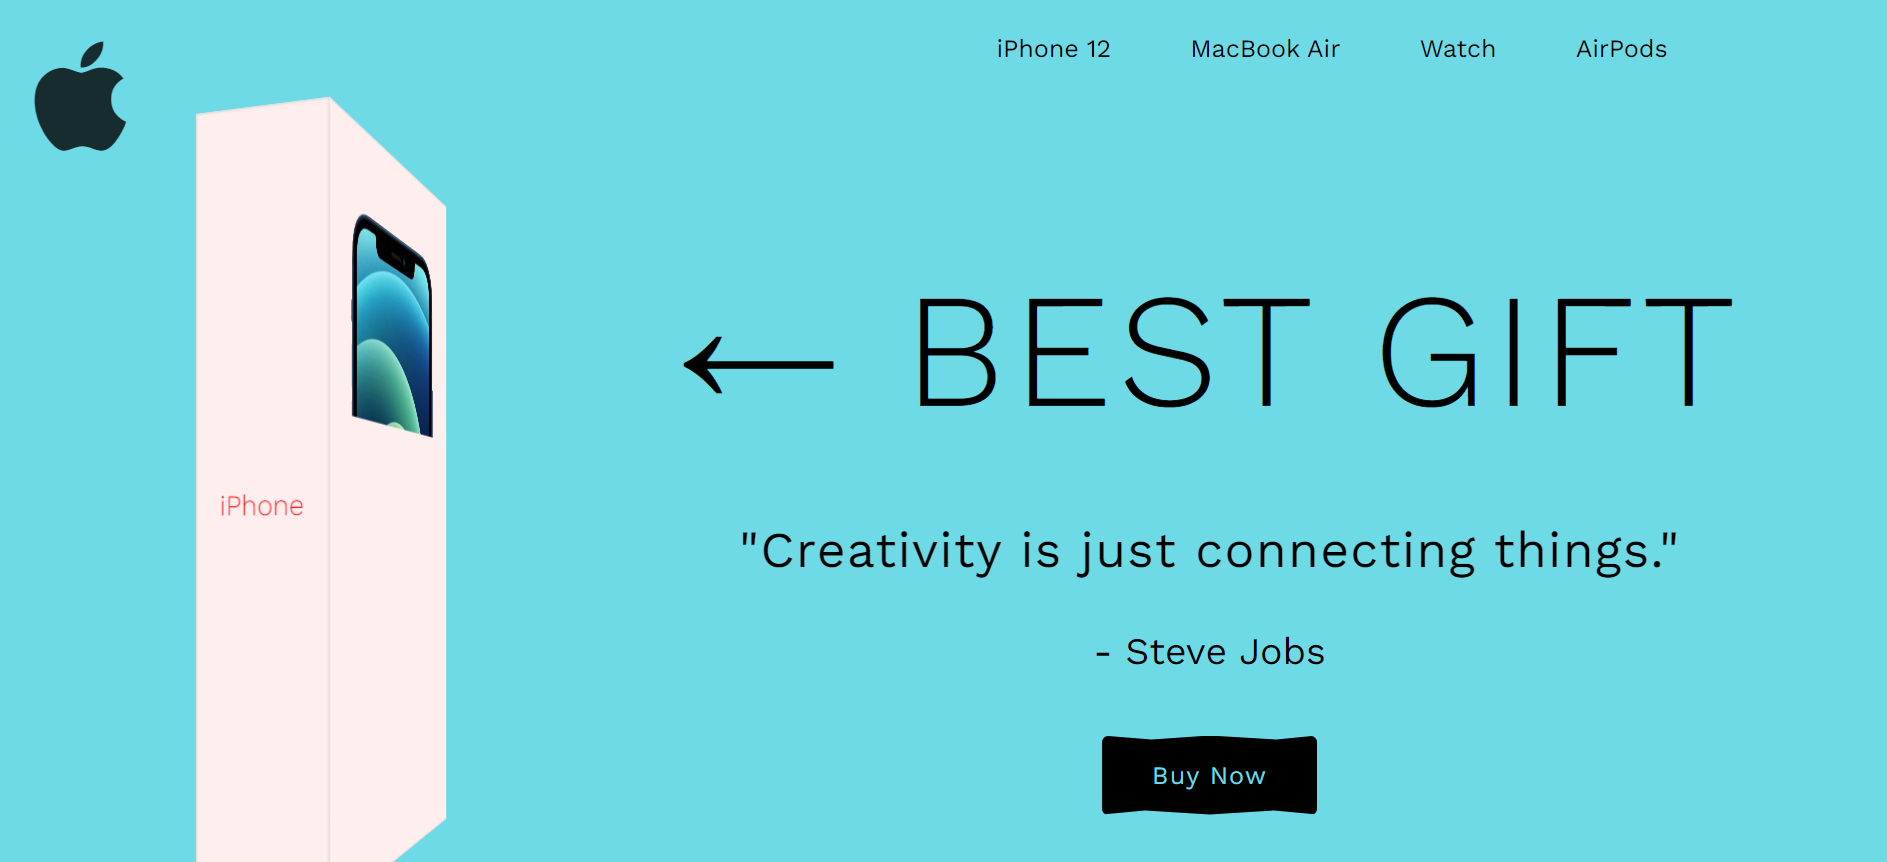 iPhone 12
MacBook Air
Watch
AirPods
← BEST GIFT
iPhone
"Creativity is just connecting things."
- Steve Jobs
Buy Now